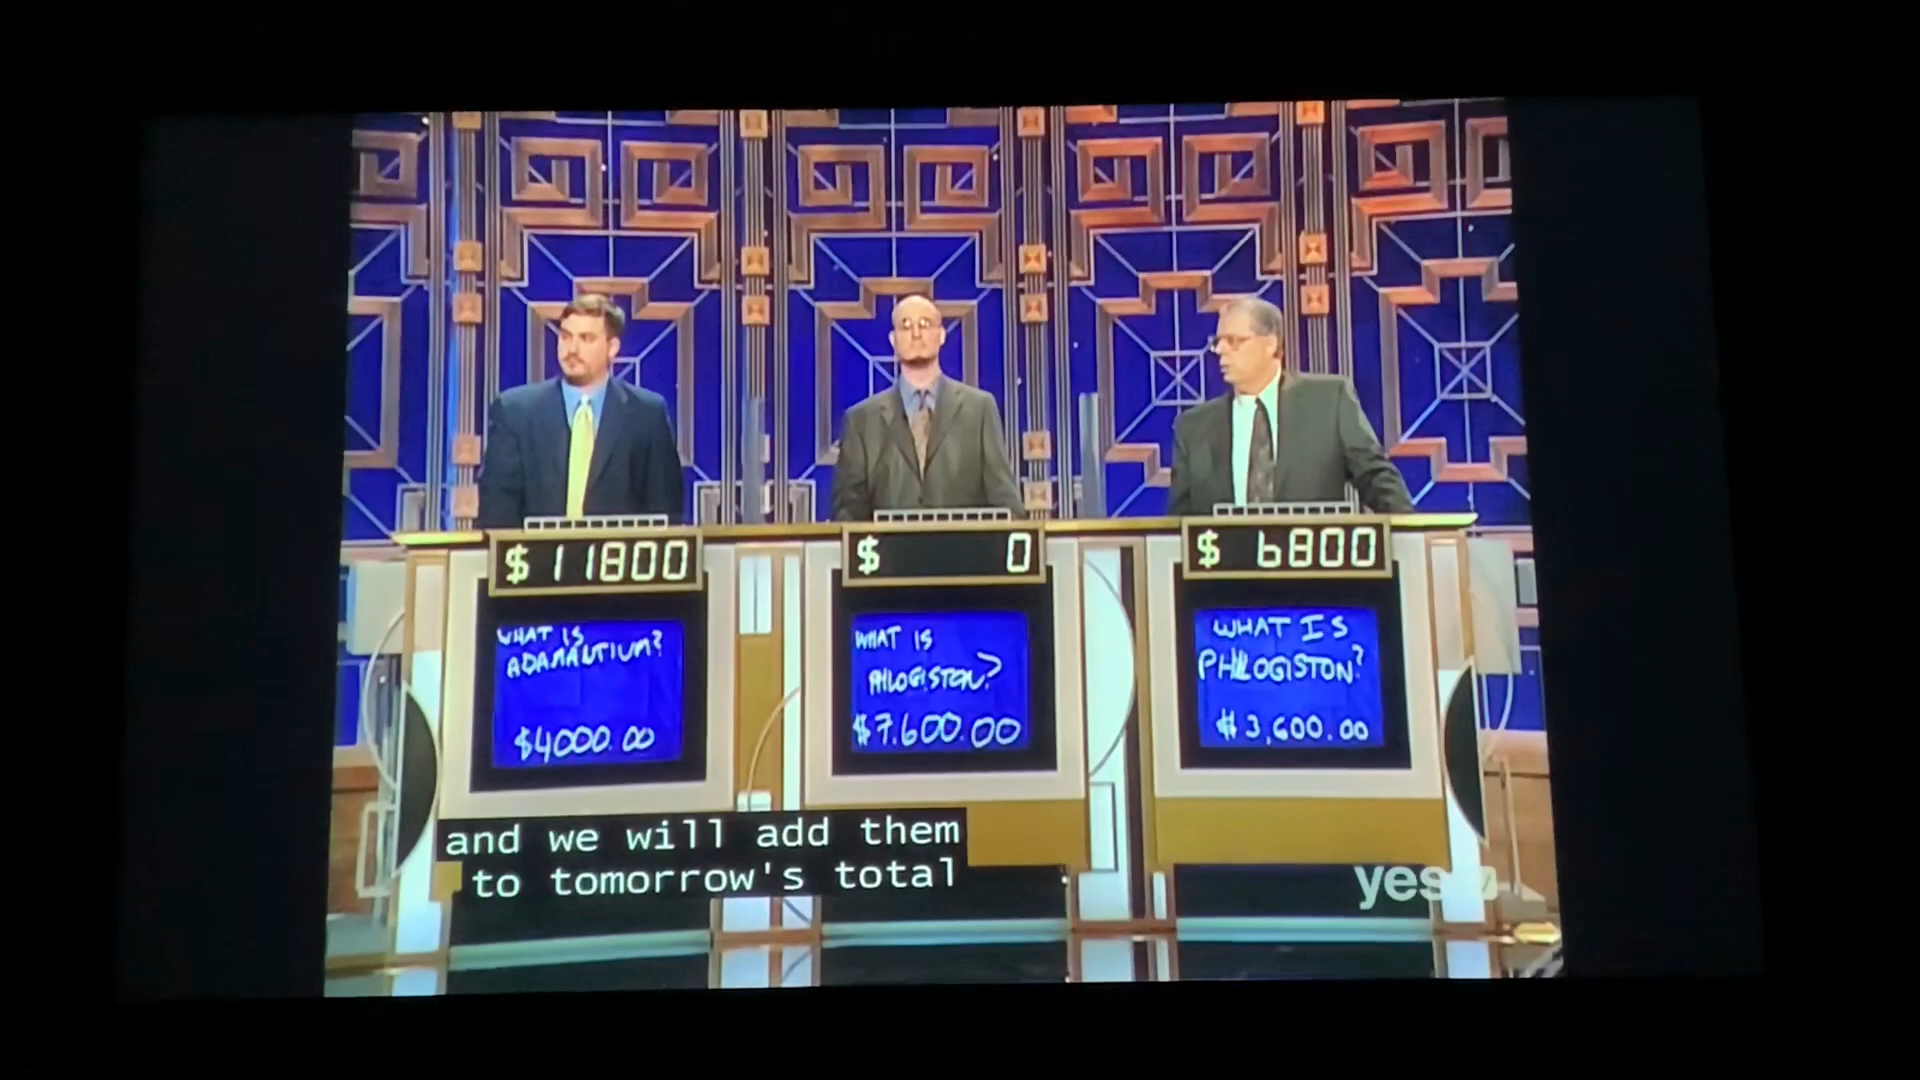 $ 11800
WHAT IS
ADAMANTIUM?
$4000.00
$ 0
WHAT IS
PHLOGISTON?
$7,600.00
$ 6800
WHAT IS
PHLOGISTON?
$3,600.00
and we will add them
to tomorrow's total
yes